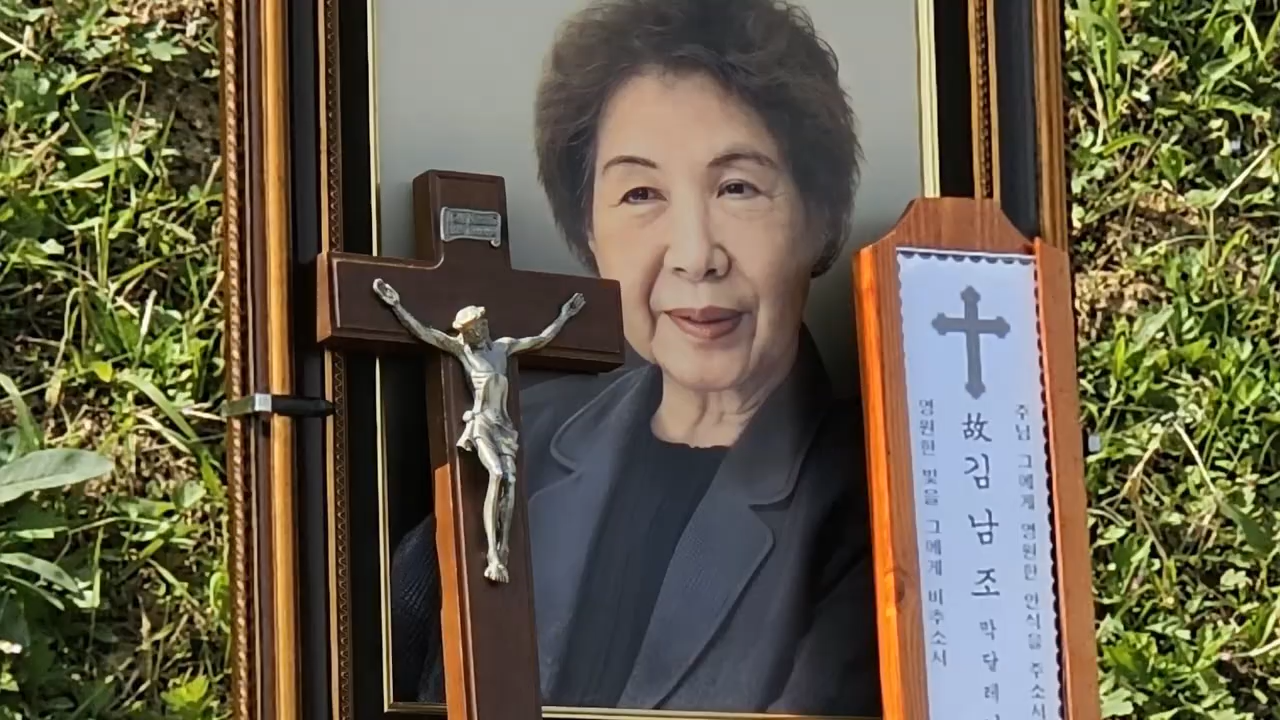 주님 그에게 영원한 안식을 주소서
故 김남조 막달레
영원한 빛을 그에게 비추소서